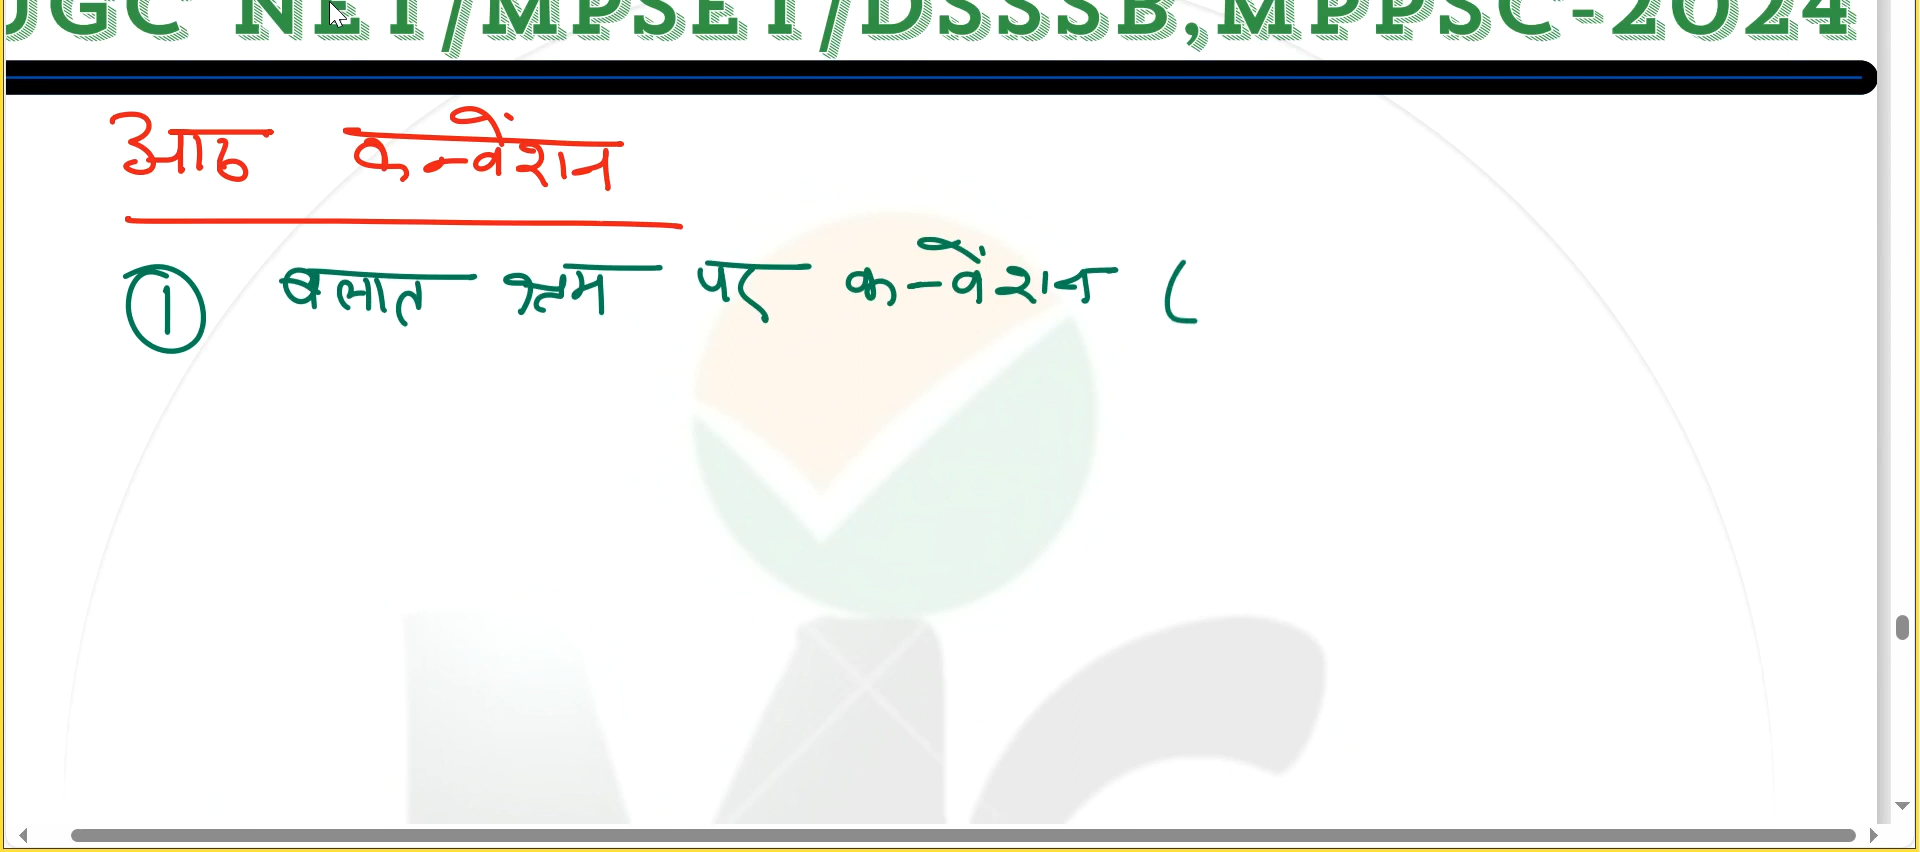 UGC NET/MPSET/DSSSB,MPPSC-2024
आठ कन्वेंशन
① बलात श्रम पर कन्वेंशन (